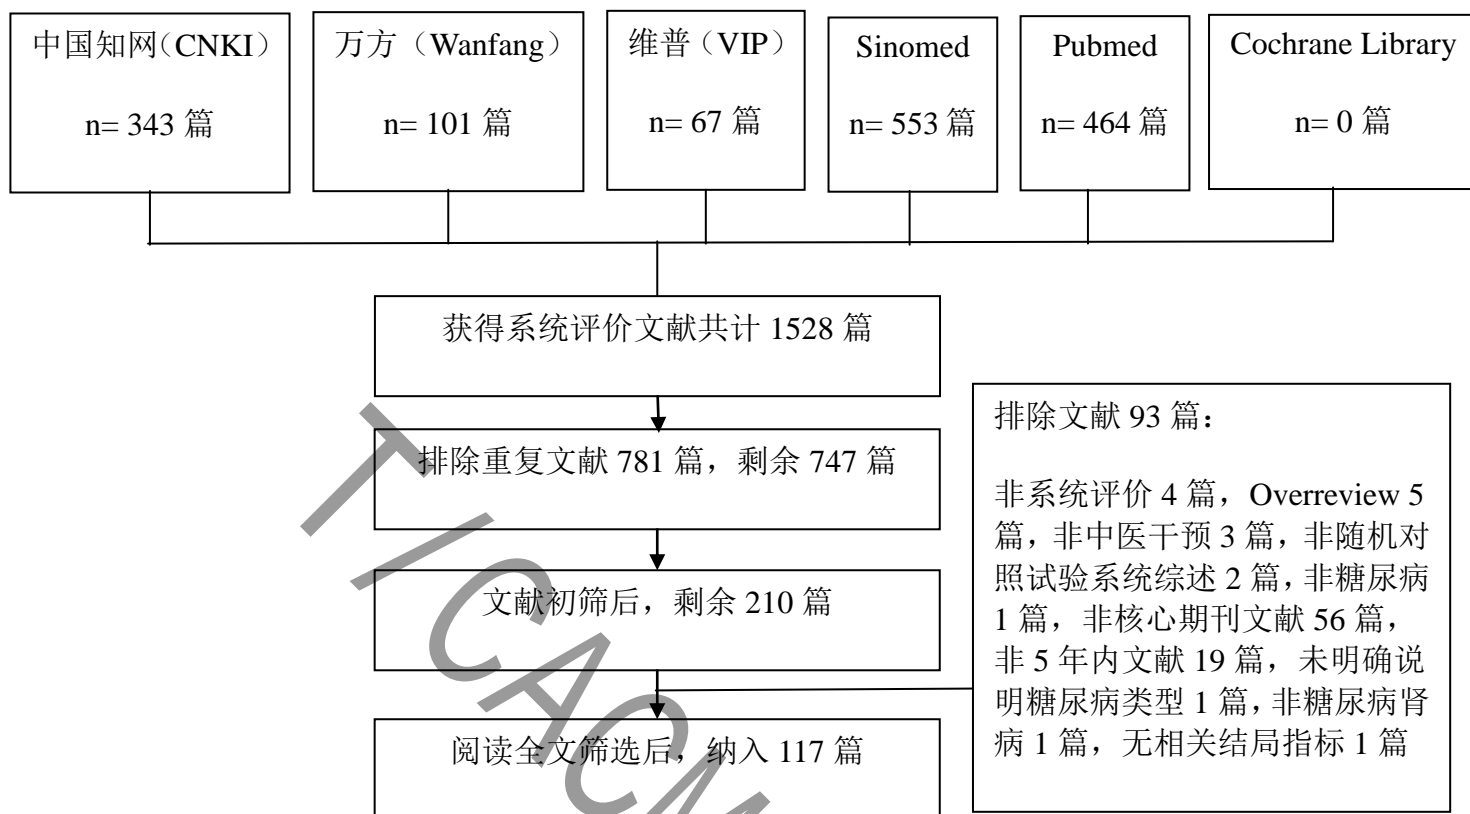 中国知网（CNKI）
n= 343 篇
万方（Wanfang）
n= 101 篇
维普（VIP）
n= 67 篇
Sinomed
n= 553 篇
Pubmed
n= 464 篇
Cochrane Library
n= 0 篇
获得系统评价文献共计 1528 篇
排除重复文献 781 篇，剩余 747 篇
文献初筛后，剩余 210 篇
排除文献 93 篇：
非系统评价 4 篇，Overreview 5
篇，非中医干预 3 篇，非随机对
照试验系统综述 2 篇，非糖尿病
1 篇，非核心期刊文献 56 篇，
非 5 年内文献 19 篇，未明确说
明糖尿病类型 1 篇，非糖尿病肾
病 1 篇，无相关结局指标 1 篇
阅读全文筛选后，纳入 117 篇
T/CACM